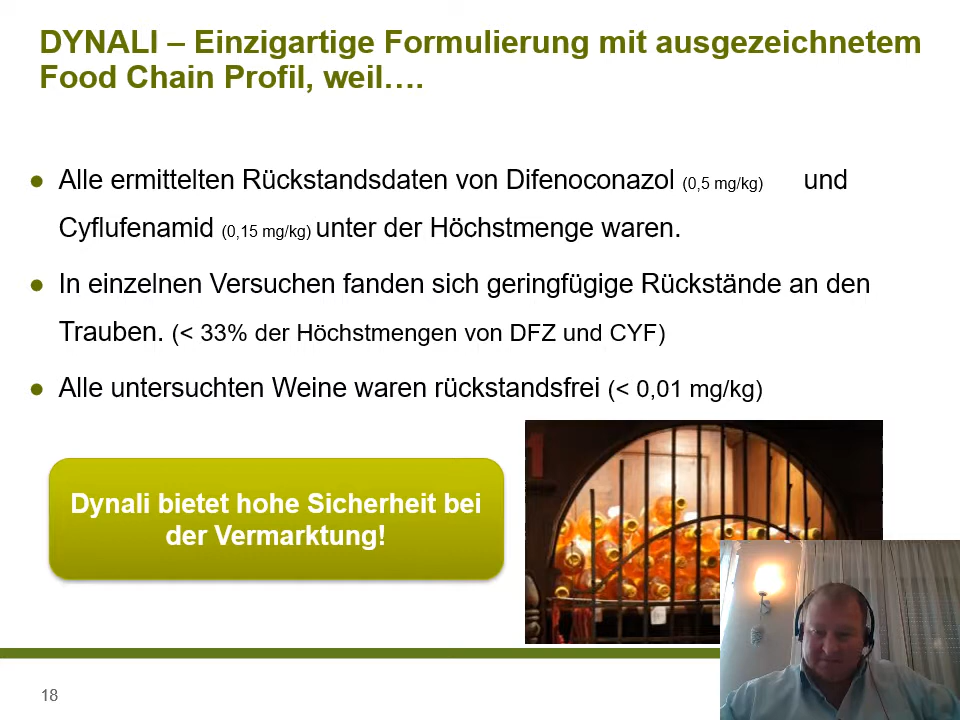 DYNALI – Einzigartige Formulierung mit ausgezeichnetem
Food Chain Profil, weil….
● Alle ermittelten Rückstandsdaten von Difenoconazol (0,5 mg/kg) und
Cyflufenamid (0,15 mg/kg) unter der Höchstmenge waren.
● In einzelnen Versuchen fanden sich geringfügige Rückstände an den
Trauben. (< 33% der Höchstmengen von DFZ und CYF)
● Alle untersuchten Weine waren rückstandsfrei (< 0,01 mg/kg)
Dynali bietet hohe Sicherheit bei
der Vermarktung!
18